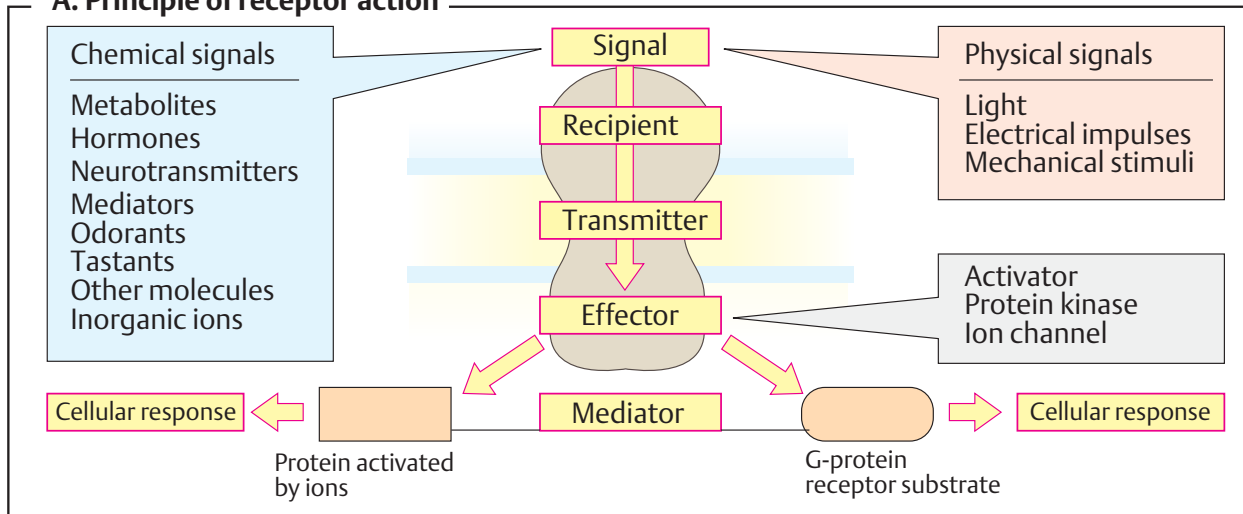 A. Principle of receptor action
Chemical signals
Metabolites
Hormones
Neurotransmitters
Mediators
Odorants
Tastants
Other molecules
Inorganic ions
Signal
Recipient
Transmitter
Effector
Physical signals
Light
Electrical impulses
Mechanical stimuli
Activator
Protein kinase
Ion channel
Cellular response
Mediator
Cellular response
Protein activated
by ions
G-protein
receptor substrate